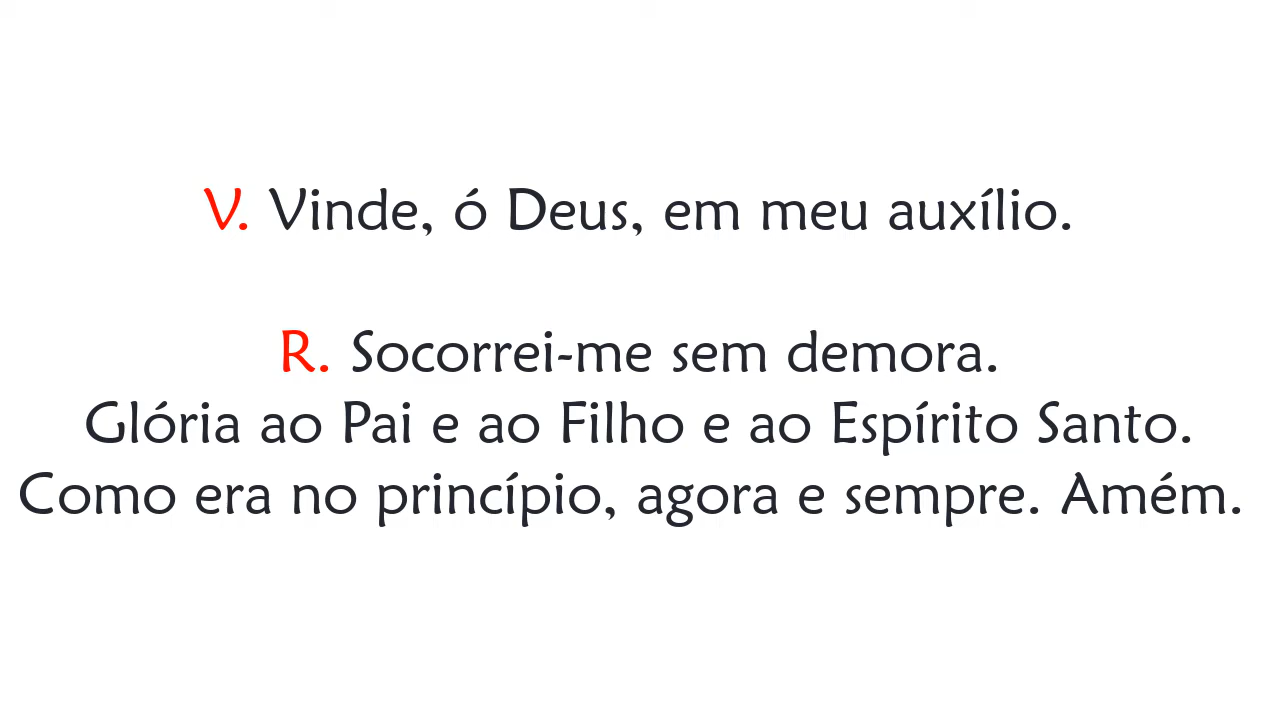 V. Vinde, ó Deus, em meu auxílio.
R. Socorrei-me sem demora.
Glória ao Pai e ao Filho e ao Espírito Santo.
Como era no princípio, agora e sempre. Amém.